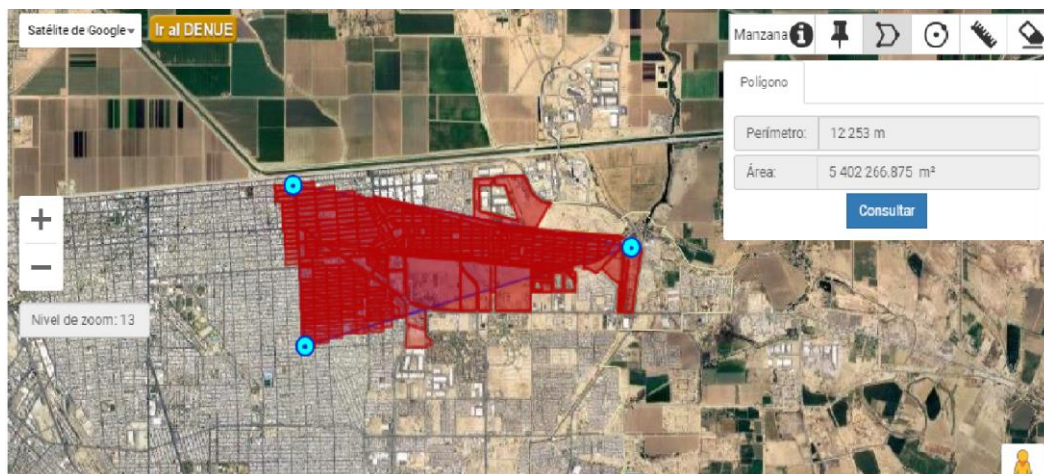 Satélite de Google
Ir al DENUE
Manzana
Polígono
Perímetro: 12 253 m
Área: 5 402 266.875 m²
Consultar
+
−
Nivel de zoom: 13